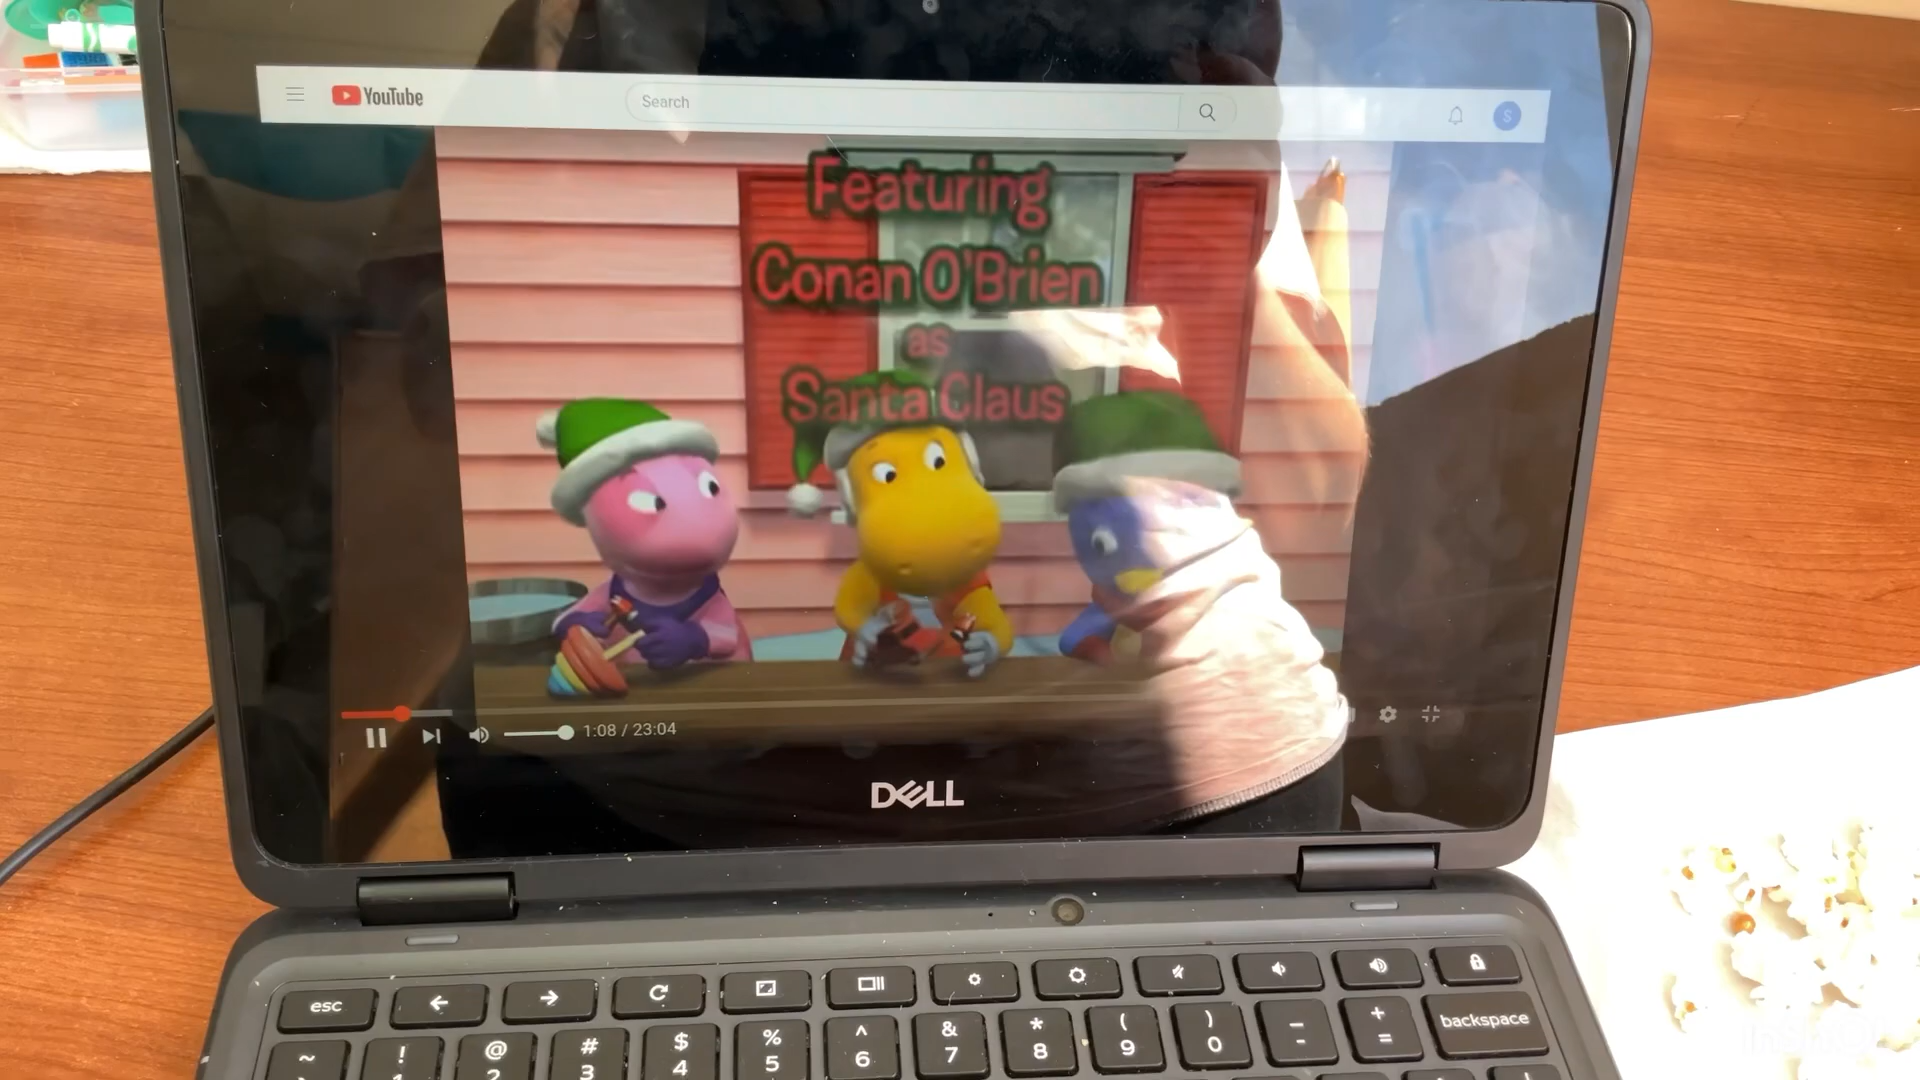 YouTube
Search
S
Featuring
Conan O'Brien
as
Santa Claus
1:08 / 23:04
DELL
esc
backspace
~ ! @ # $ % ^ & * ( ) − +
1 2 3 4 5 6 7 8 9 0 - =